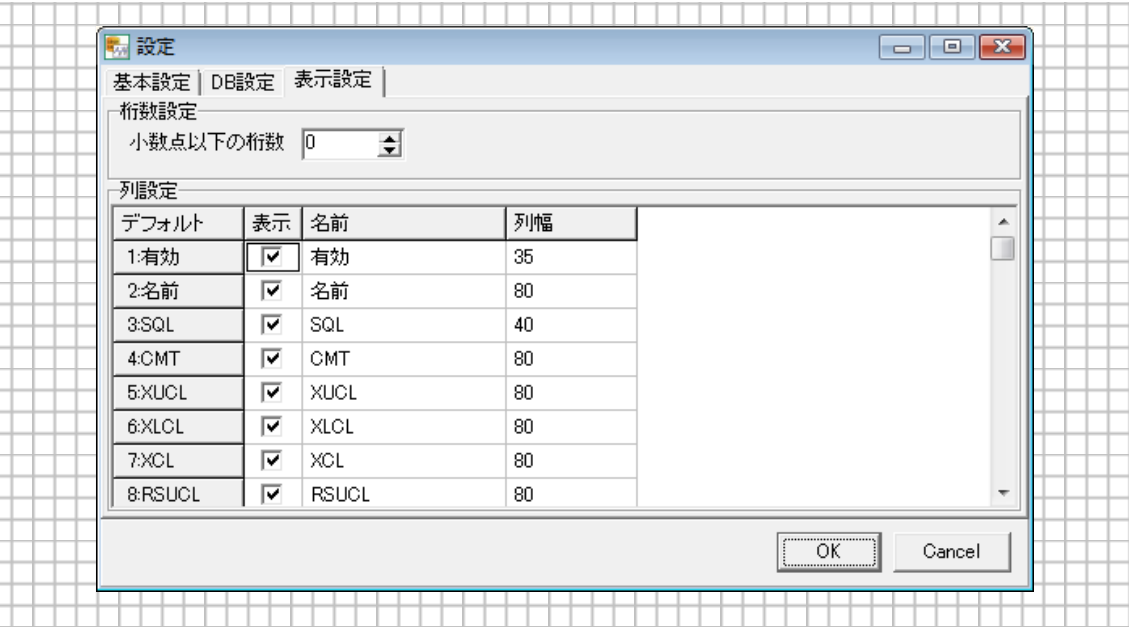 設定
基本設定 DB設定 表示設定
桁数設定
小数点以下の桁数 0
列設定
デフォルト 表示 名前 列幅
1:有効 有効 35
2:名前 名前 80
3:SQL SQL 40
4:CMT CMT 80
5:XUCL XUCL 80
6:XLCL XLCL 80
7:XCL XCL 80
8:RSUCL RSUCL 80
OK Cancel